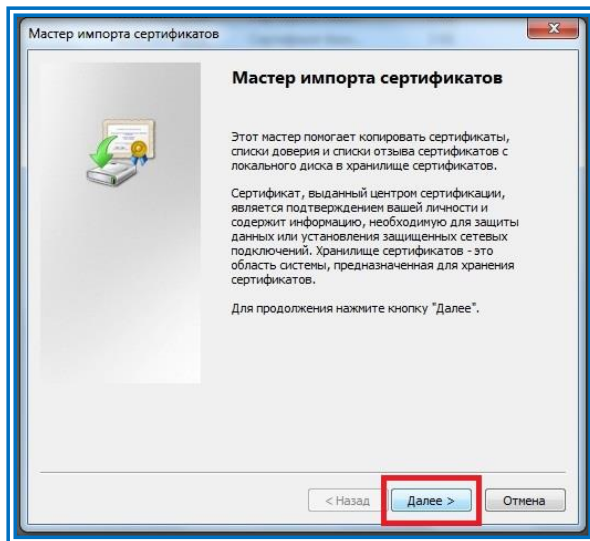 Мастер импорта сертификатов
Мастер импорта сертификатов
Этот мастер помогает копировать сертификаты,
списки доверия и списки отзыва сертификатов с
локального диска в хранилище сертификатов.
Сертификат, выданный центром сертификации,
является подтверждением вашей личности и
содержит информацию, необходимую для защиты
данных или установления защищенных сетевых
подключений. Хранилище сертификатов - это
область системы, предназначенная для хранения
сертификатов.
Для продолжения нажмите кнопку "Далее".
< Назад Далее > Отмена